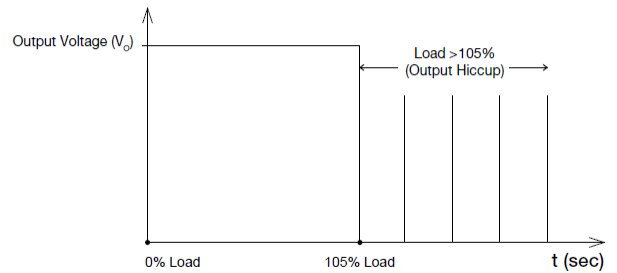 Output Voltage (Vo)
Load >105%
(Output Hiccup)
0% Load
105% Load
t (sec)